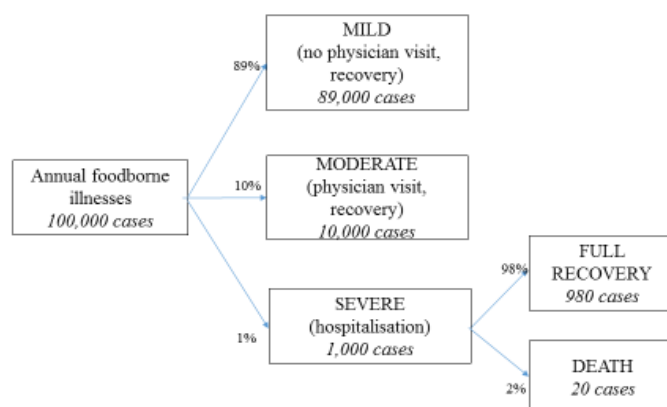 MILD
(no physician visit,
recovery)
89,000 cases
89%
Annual foodborne
illnesses
100,000 cases
10%
MODERATE
(physician visit,
recovery)
10,000 cases
1%
SEVERE
(hospitalisation)
1,000 cases
98%
FULL
RECOVERY
980 cases
2%
DEATH
20 cases